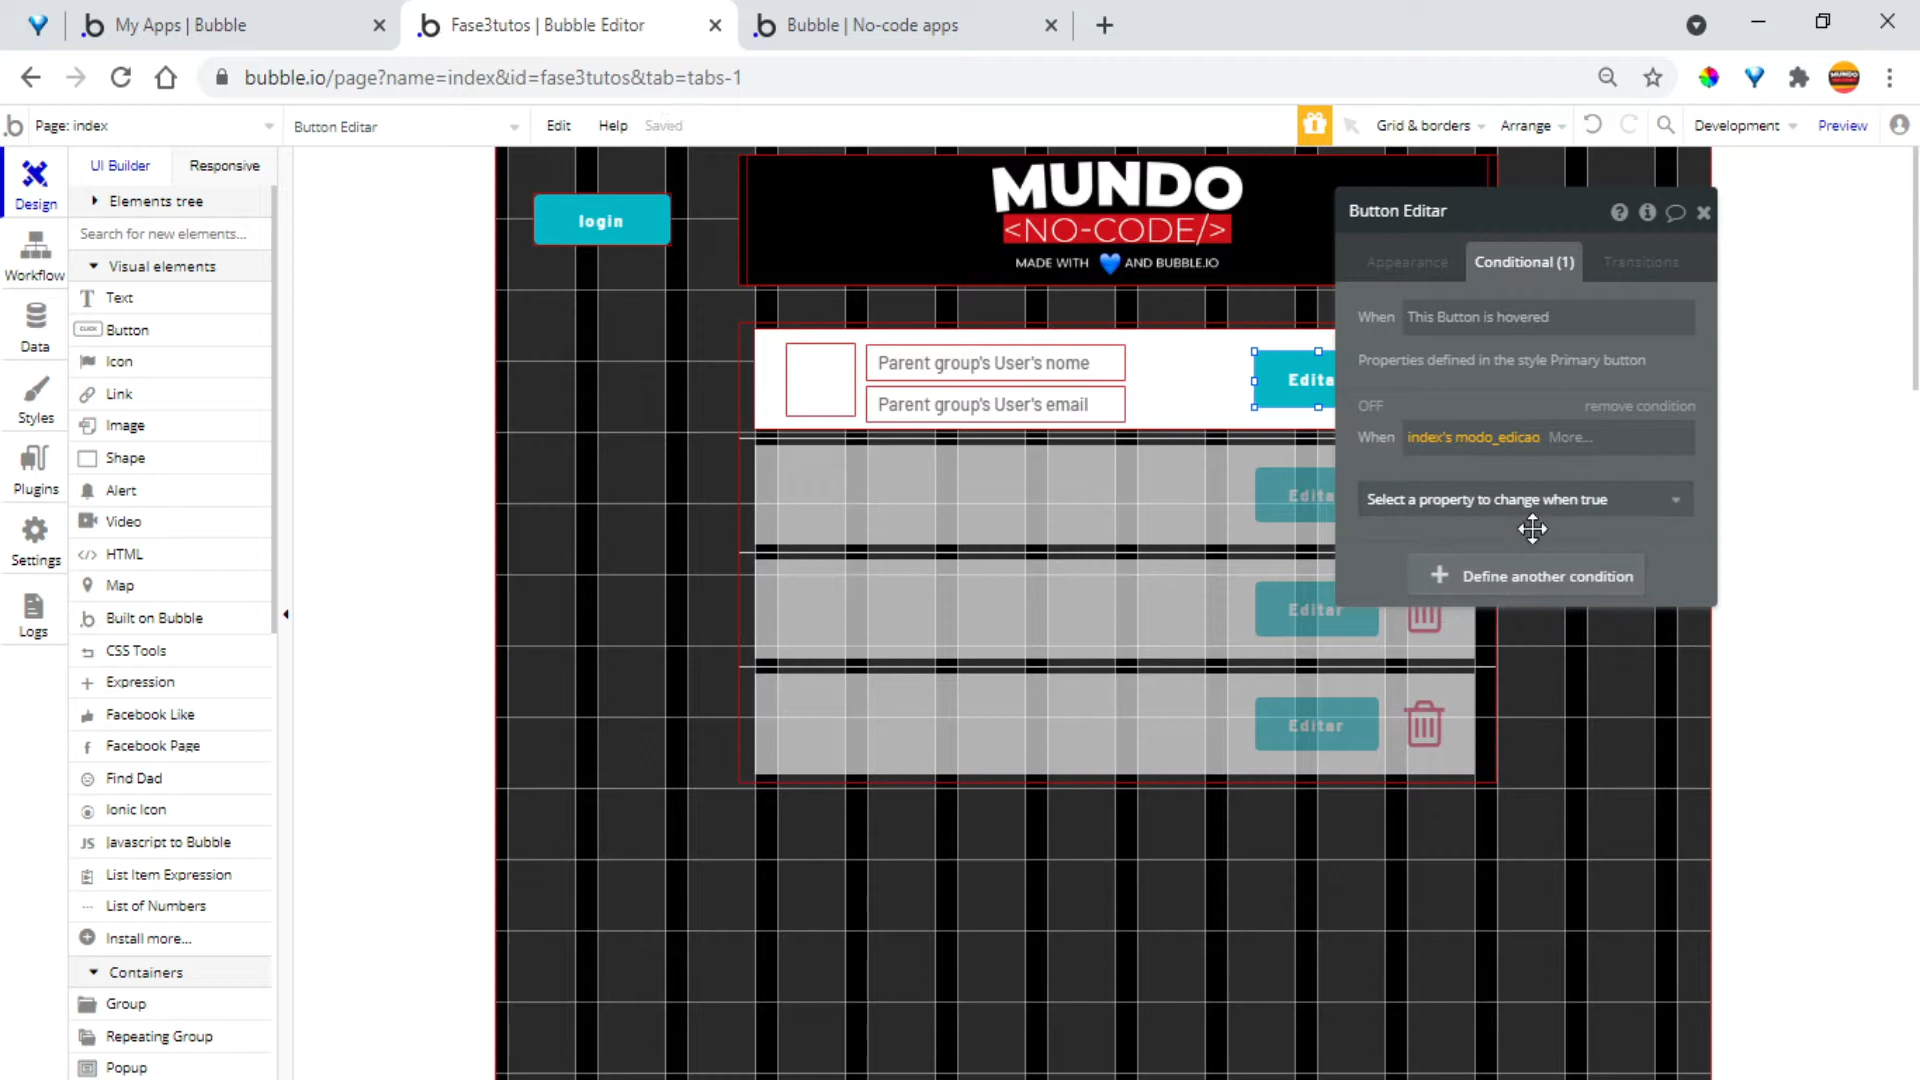 My Apps | Bubble
Fase3tutos | Bubble Editor
Bubble | No-code apps
bubble.io/page?name=index&id=fase3tutos&tab=tabs-1
MUNDO
Page: index
Button Editar
Edit
Help
Saved
Grid & borders
Arrange
Development
Preview
Design
Workflow
Data
Styles
Plugins
Settings
Logs
UI Builder
Responsive
Elements tree
Search for new elements...
Visual elements
Text
CLICK
Button
Icon
Link
Image
Shape
Alert
Video
</> HTML
Map
Built on Bubble
CSS Tools
Expression
Facebook Like
Facebook Page
Find Dad
Ionic Icon
JS Javascript to Bubble
List Item Expression
List of Numbers
Install more...
Containers
Group
Repeating Group
Popup
login
MUNDO
<NO-CODE/>
MADE WITH AND BUBBLE.IO
Parent group's User's nome
Parent group's User's email
Edita
Edita
Editar
Editar
Button Editar
Appearance
Conditional (1)
Transitions
When This Button is hovered
Properties defined in the style Primary button
OFF
remove condition
When index's modo_edicao More...
Select a property to change when true
Define another condition